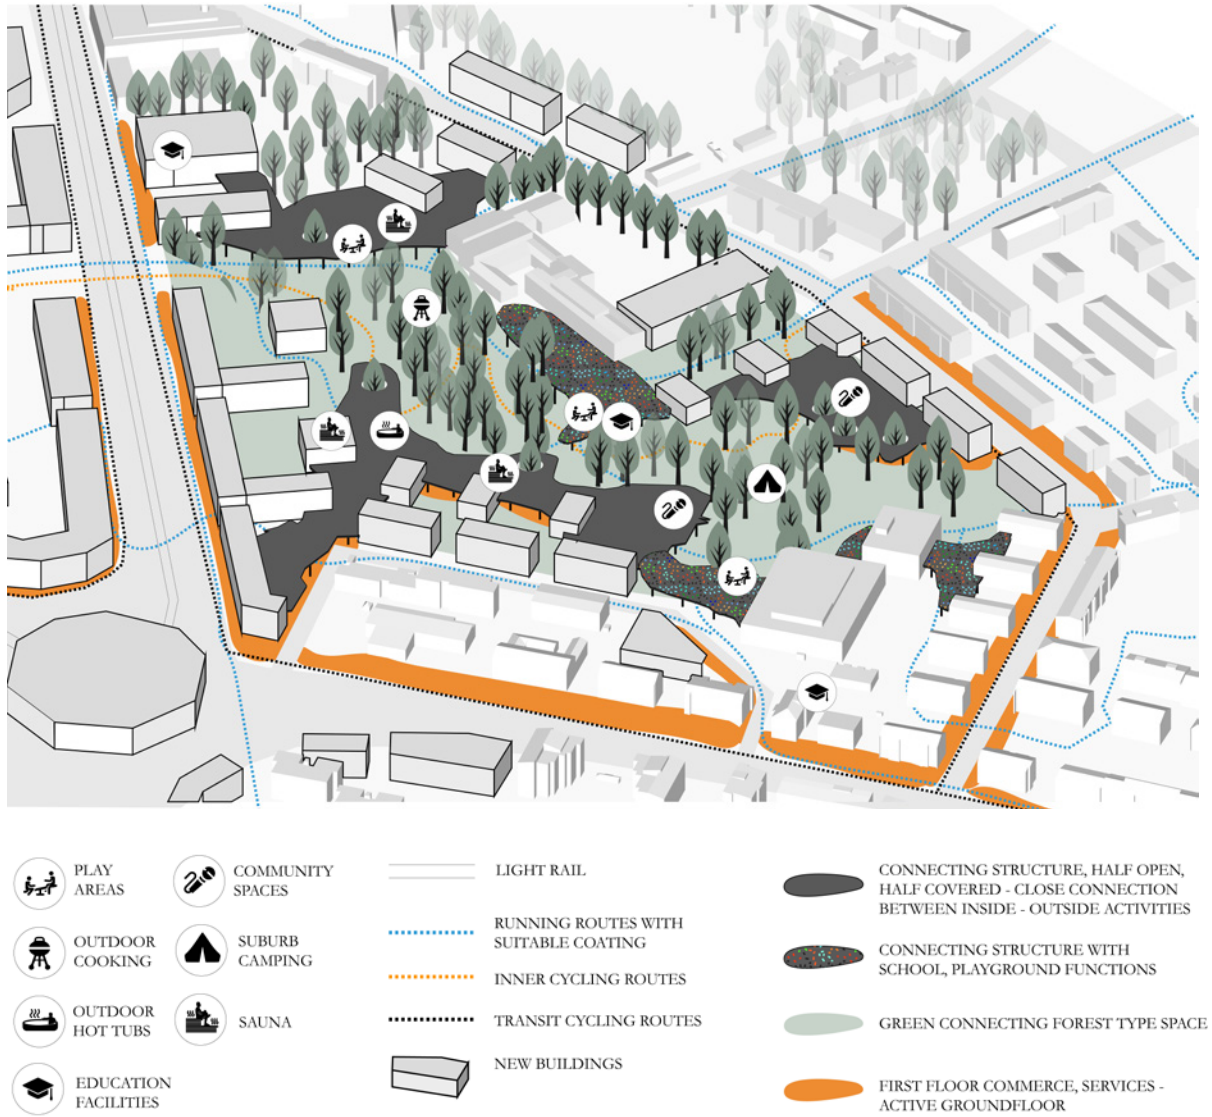 PLAY
AREAS
COMMUNITY
SPACES
OUTDOOR
COOKING
SUBURB
CAMPING
OUTDOOR
HOT TUBS
SAUNA
EDUCATION
FACILITIES
LIGHT RAIL
RUNNING ROUTES WITH
SUITABLE COATING
INNER CYCLING ROUTES
TRANSIT CYCLING ROUTES
NEW BUILDINGS
CONNECTING STRUCTURE, HALF OPEN,
HALF COVERED - CLOSE CONNECTION
BETWEEN INSIDE - OUTSIDE ACTIVITIES
CONNECTING STRUCTURE WITH
SCHOOL, PLAYGROUND FUNCTIONS
GREEN CONNECTING FOREST TYPE SPACE
FIRST FLOOR COMMERCE, SERVICES -
ACTIVE GROUNDFLOOR